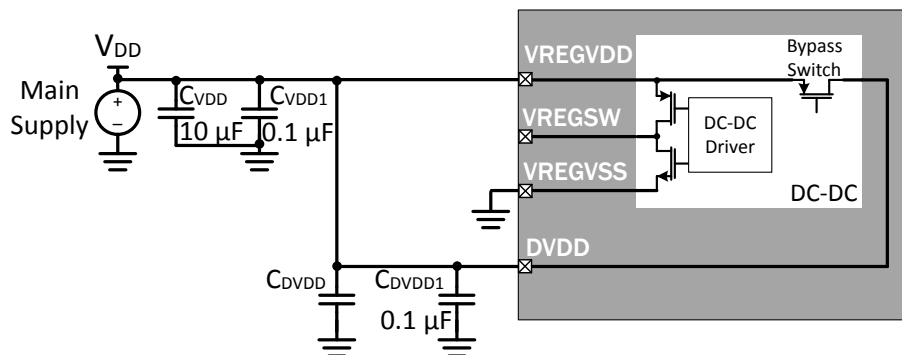 VDD
Main
Supply
+
–
CVDD
10 µF
CVDD1
0.1 µF
VREGVDD
VREGSW
VREGVSS
DVDD
Bypass
Switch
DC-DC
Driver
DC-DC
CDVDD
CDVDD1
0.1 µF